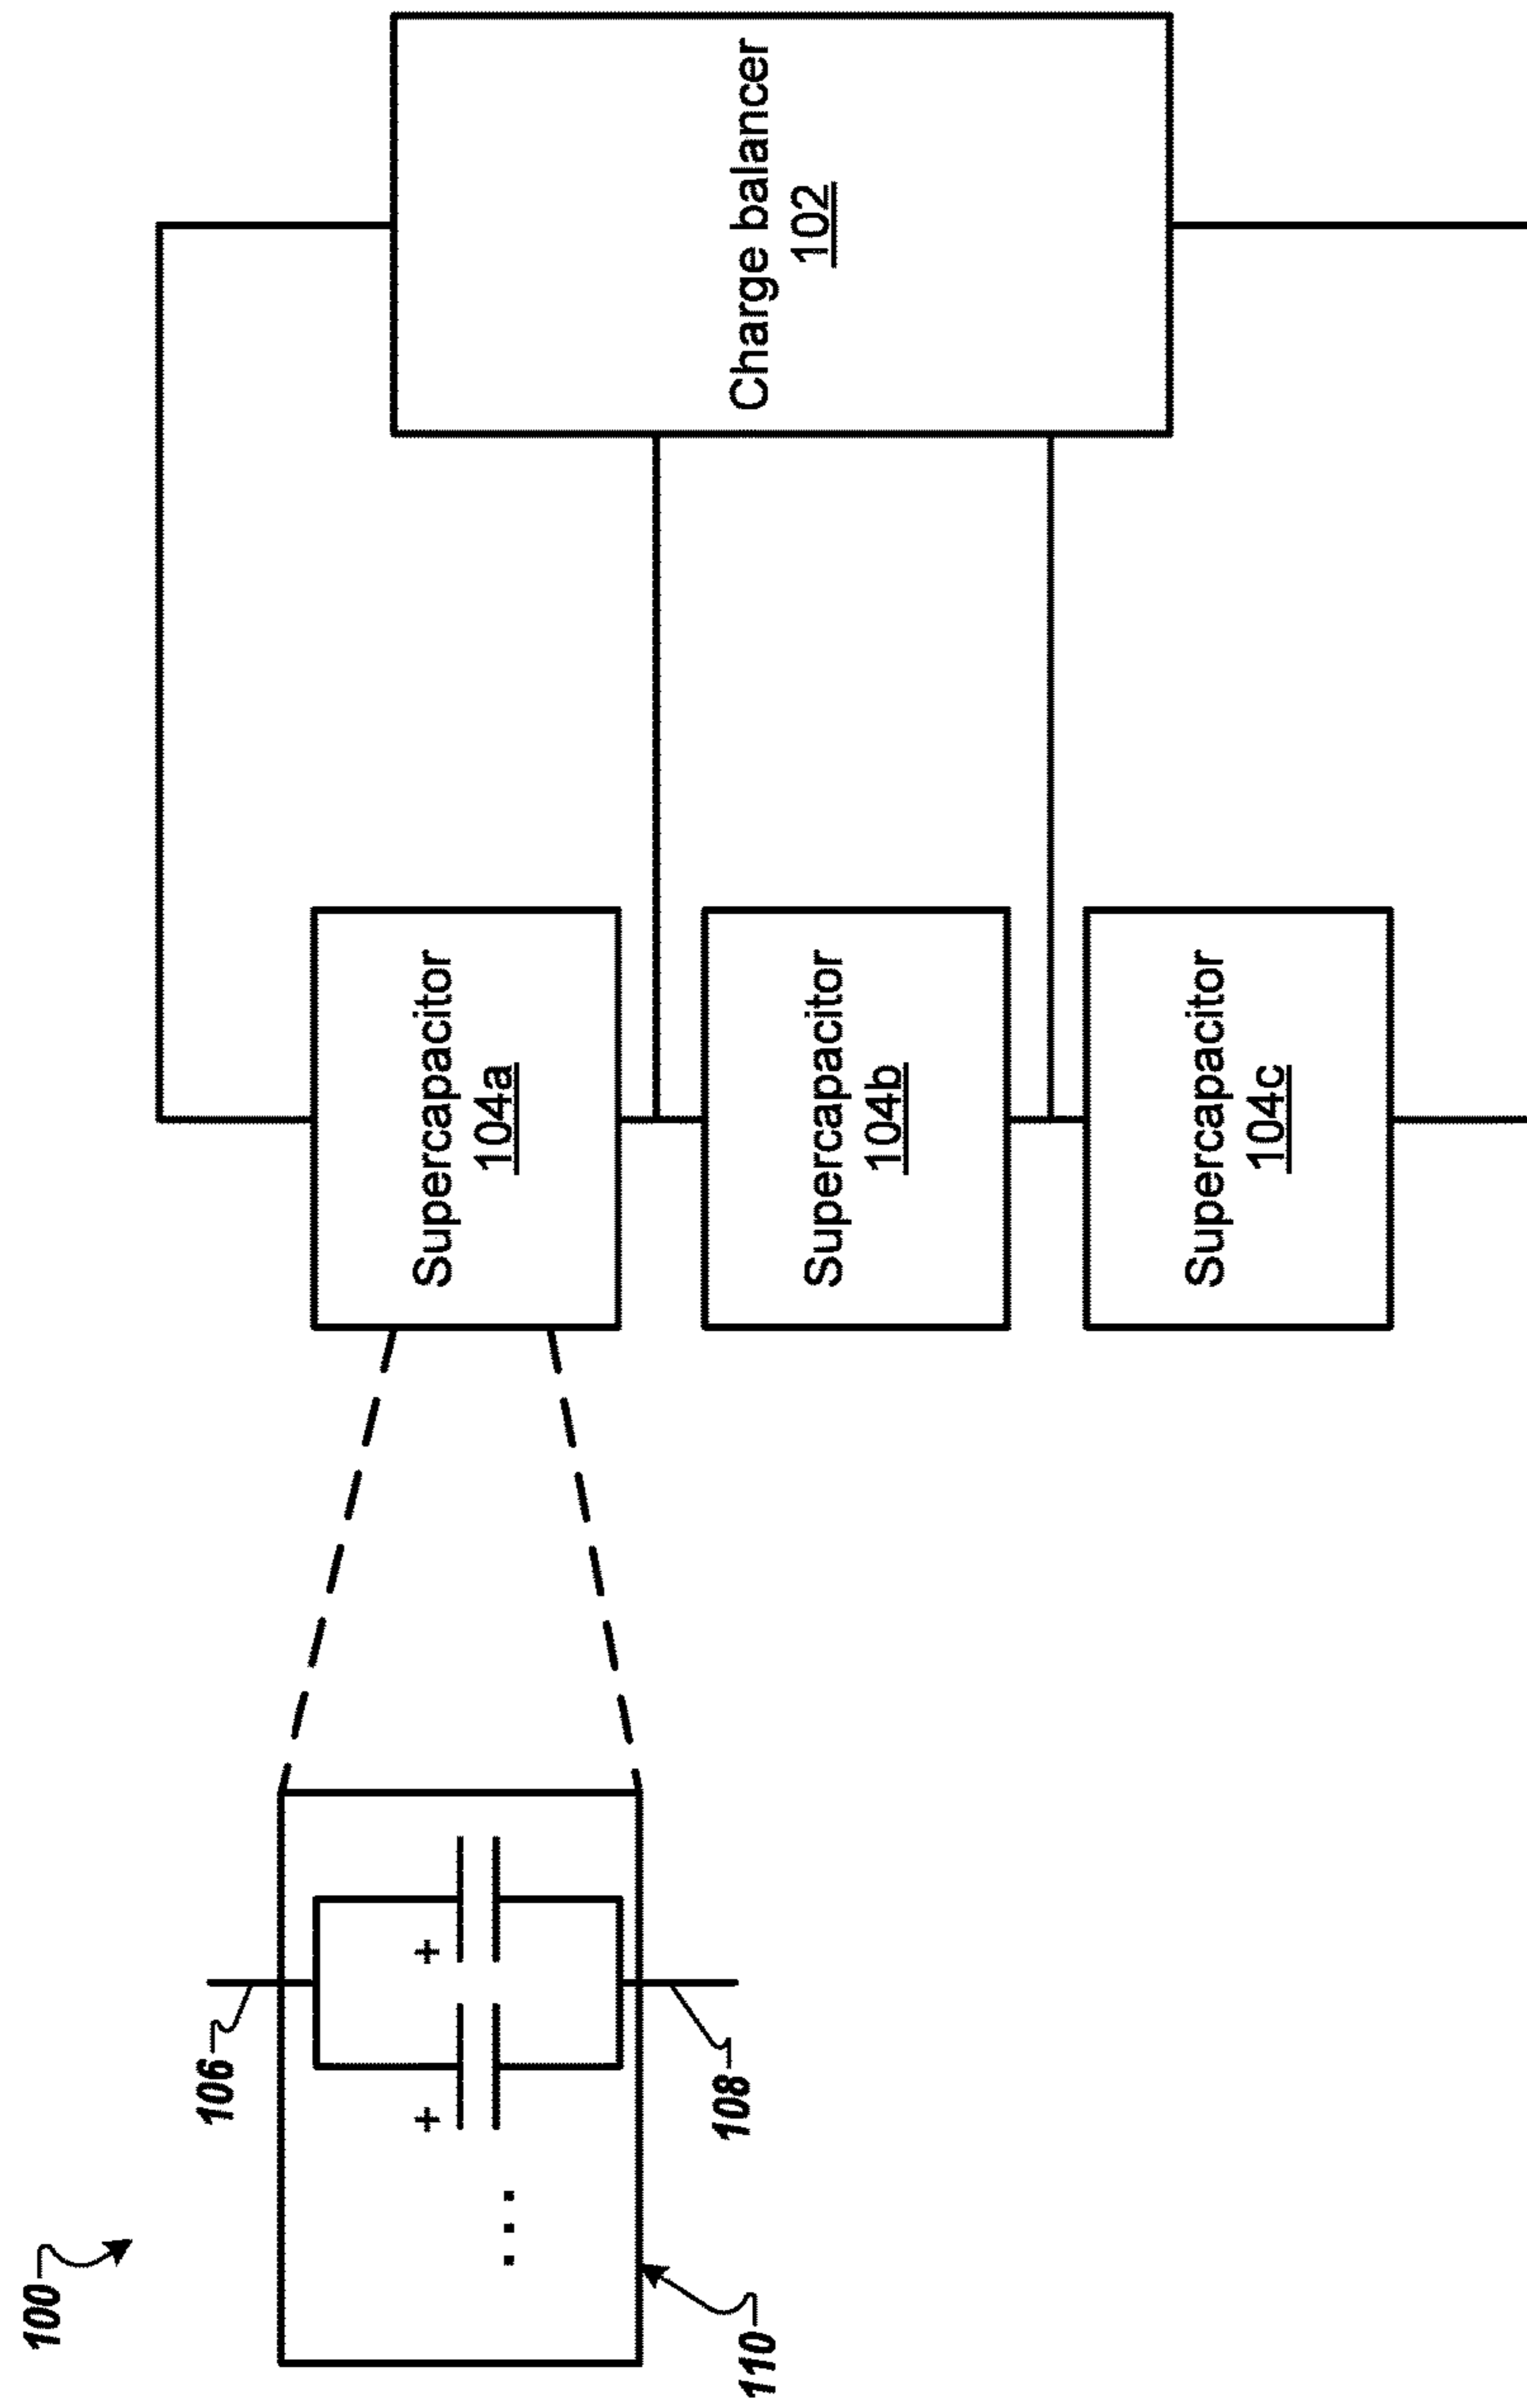 100
106
108
110
+
+
...
Supercapacitor
104a
Supercapacitor
104b
Supercapacitor
104c
Charge balancer
102